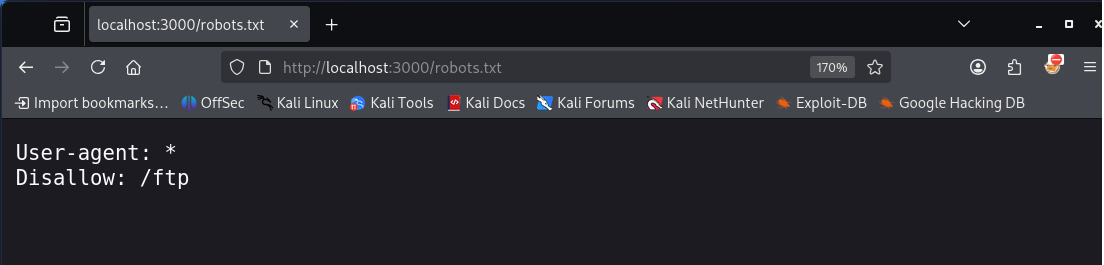 localhost:3000/robots.txt
http://localhost:3000/robots.txt 170%
Import bookmarks... OffSec Kali Linux Kali Tools Kali Docs Kali Forums Kali NetHunter Exploit-DB Google Hacking DB
User-agent: *
Disallow: /ftp